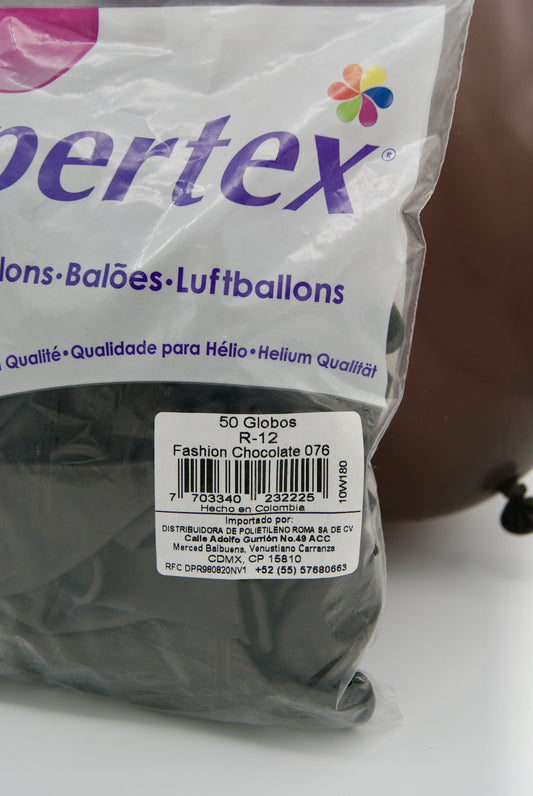 pertex®
lons•Balões•Luftballons
Qualité•Qualidade para Hélio•Helium Qualität
50 Globos
R-12
Fashion Chocolate 076
7 703340 232225
10W180
Hecho en Colombia
Importado por:
DISTRIBUIDORA DE POLIETILENO ROMA SA DE CV
Calle Adolfo Gurrión No.49 ACC
Merced Balbuena, Venustiano Carranza
CDMX, CP 15810
RFC DPR980820NV1 +52 (55) 57680663